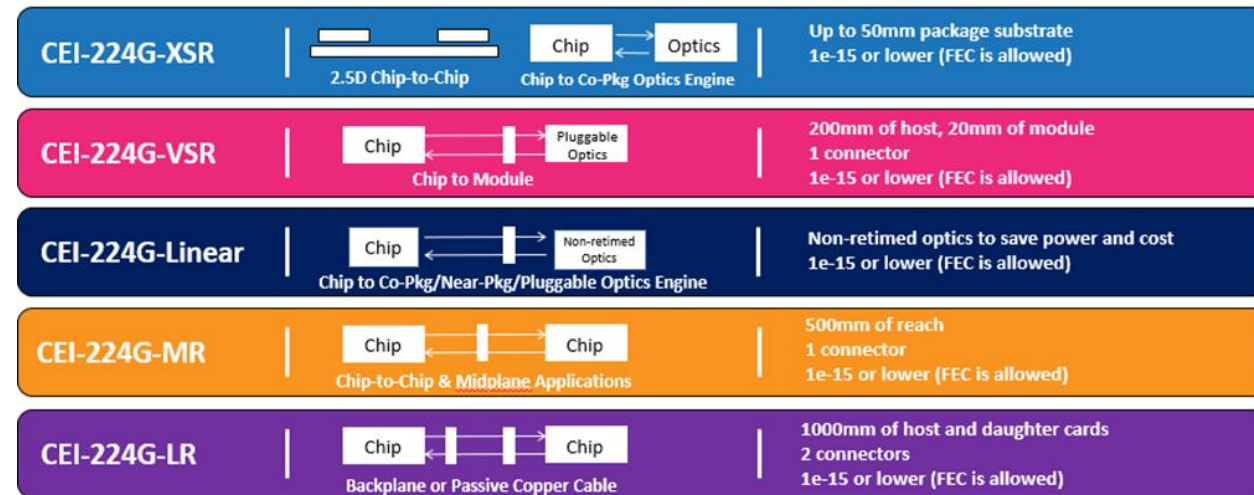 CEI-224G-XSR
2.5D Chip-to-Chip
Chip
Optics
Chip to Co-Pkg Optics Engine
Up to 50mm package substrate
1e-15 or lower (FEC is allowed)
CEI-224G-VSR
Chip
Pluggable
Optics
Chip to Module
200mm of host, 20mm of module
1 connector
1e-15 or lower (FEC is allowed)
CEI-224G-Linear
Chip
Non-retimed
Optics
Chip to Co-Pkg/Near-Pkg/Pluggable Optics Engine
Non-retimed optics to save power and cost
1e-15 or lower (FEC is allowed)
CEI-224G-MR
Chip
Chip
Chip-to-Chip & Midplane Applications
500mm of reach
1 connector
1e-15 or lower (FEC is allowed)
CEI-224G-LR
Chip
Chip
Backplane or Passive Copper Cable
1000mm of host and daughter cards
2 connectors
1e-15 or lower (FEC is allowed)